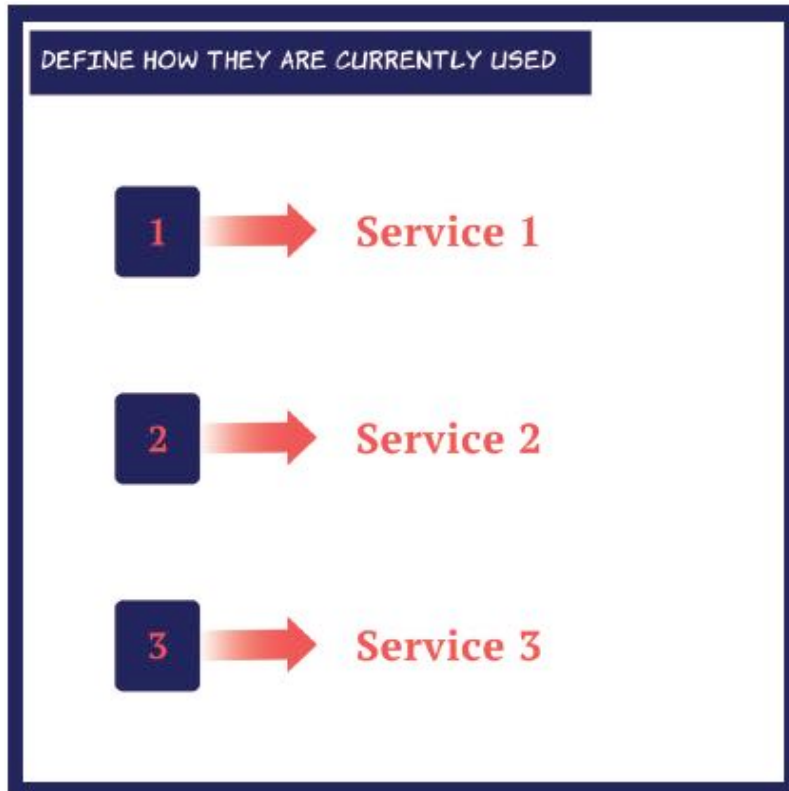 DEFINE HOW THEY ARE CURRENTLY USED
1 Service 1
2 Service 2
3 Service 3